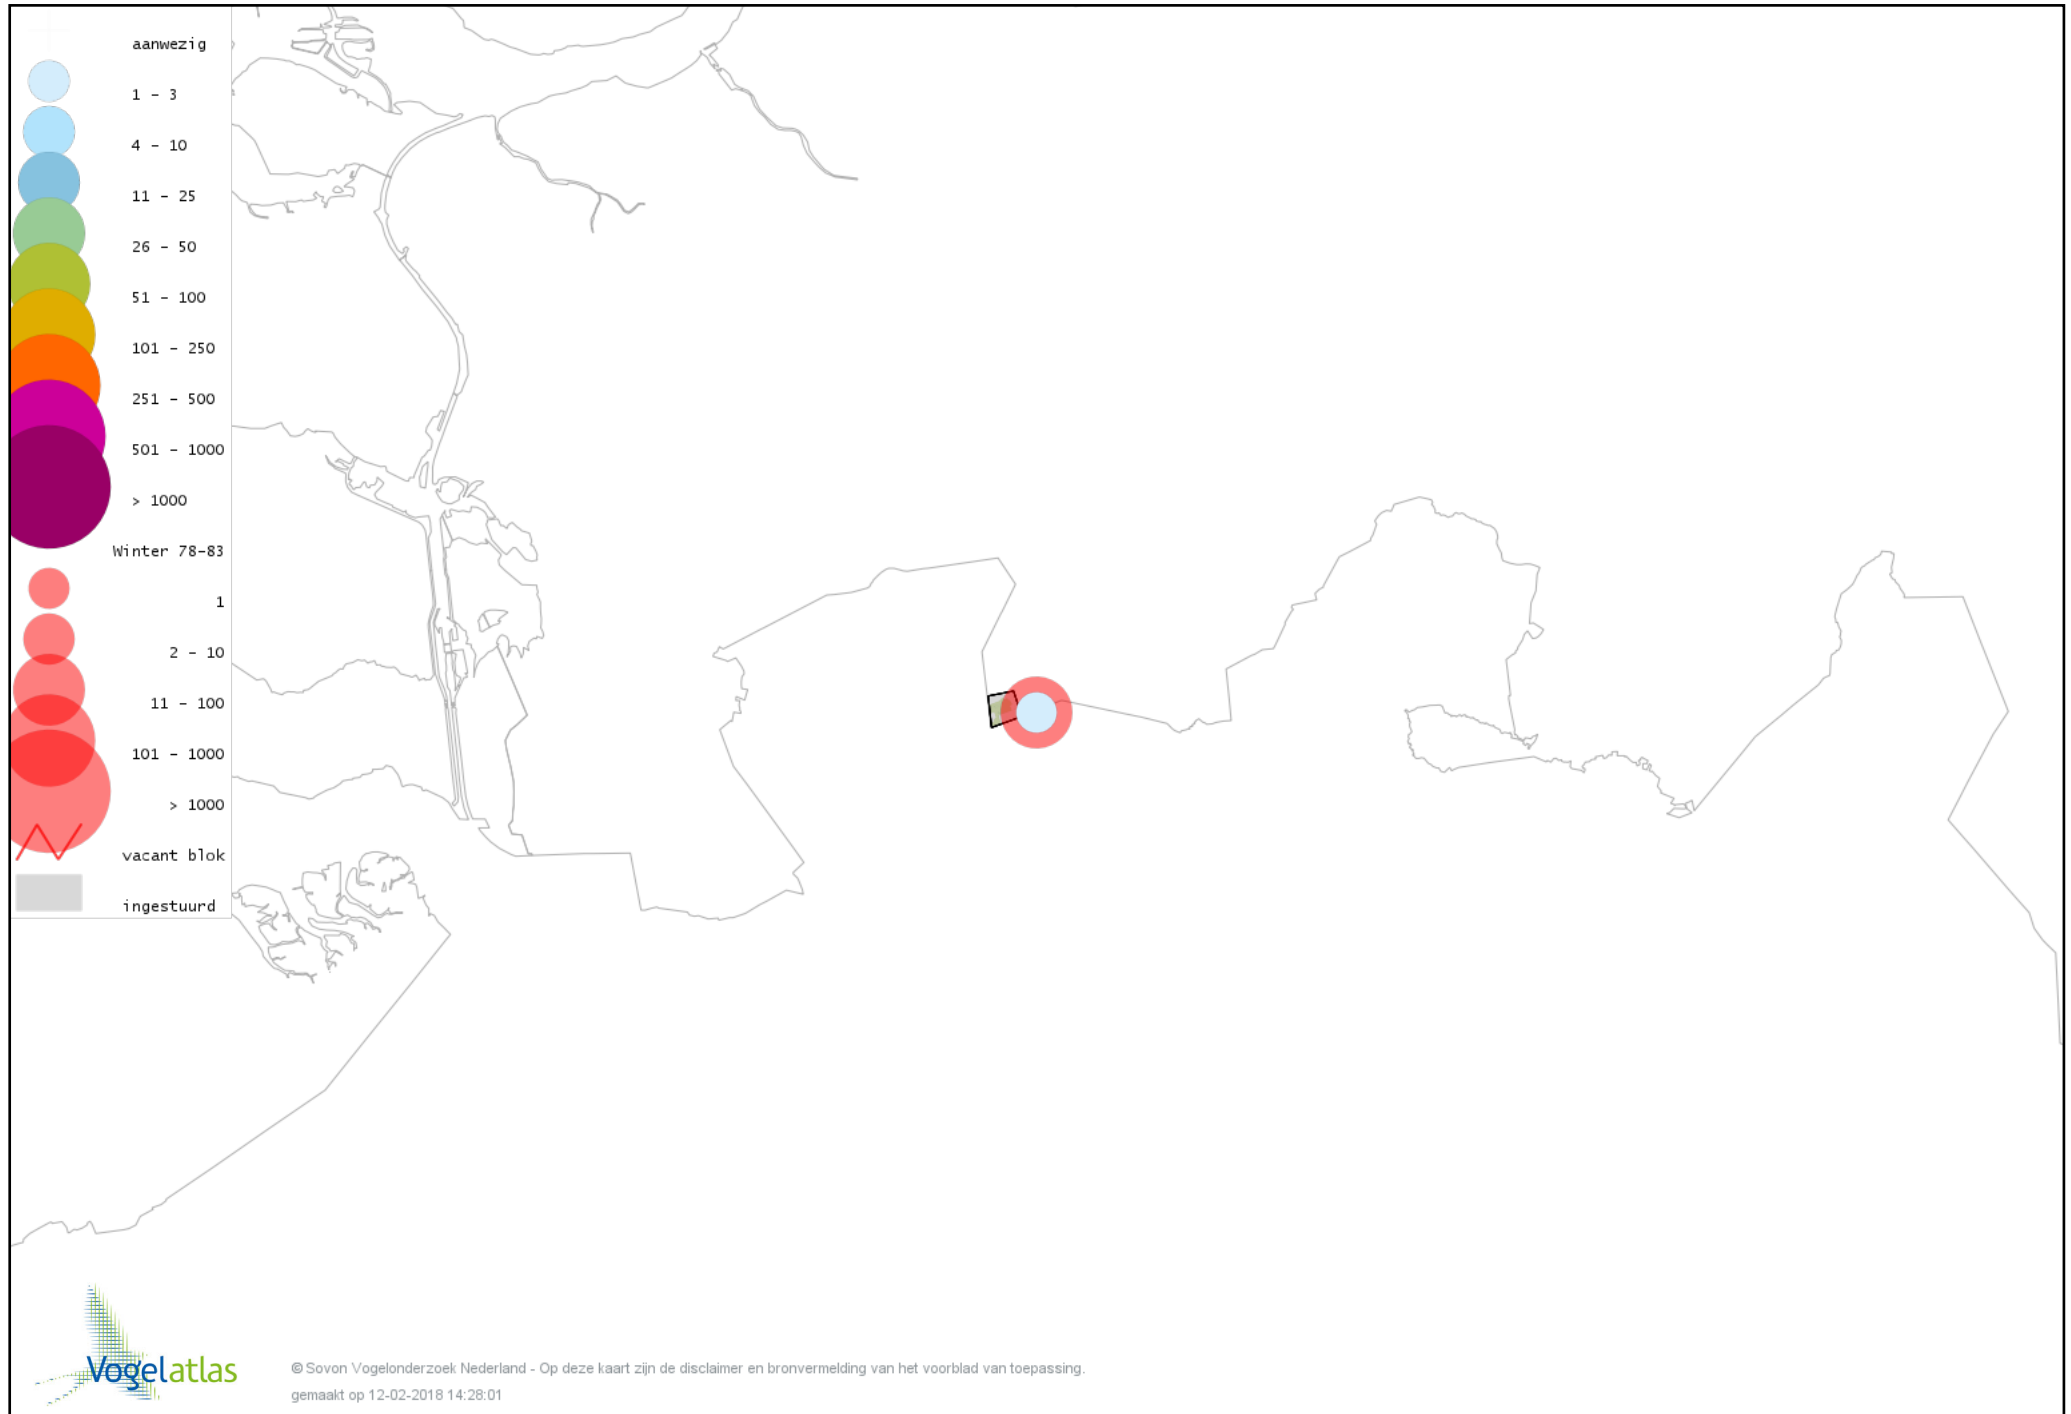 aanwezig
1 - 3
4 - 10
11 - 25
26 - 50
51 - 100
101 - 250
251 - 500
501 - 1000
> 1000
Winter 78-83
1
2 - 10
11 - 100
101 - 1000
> 1000
vacant blok
ingestuurd
Vogelatlas
© Sovon Vogelonderzoek Nederland - Op deze kaart zijn de disclaimer en bronvermelding van het voorblad van toepassing.
gemaakt op 12-02-2018 14:28:01